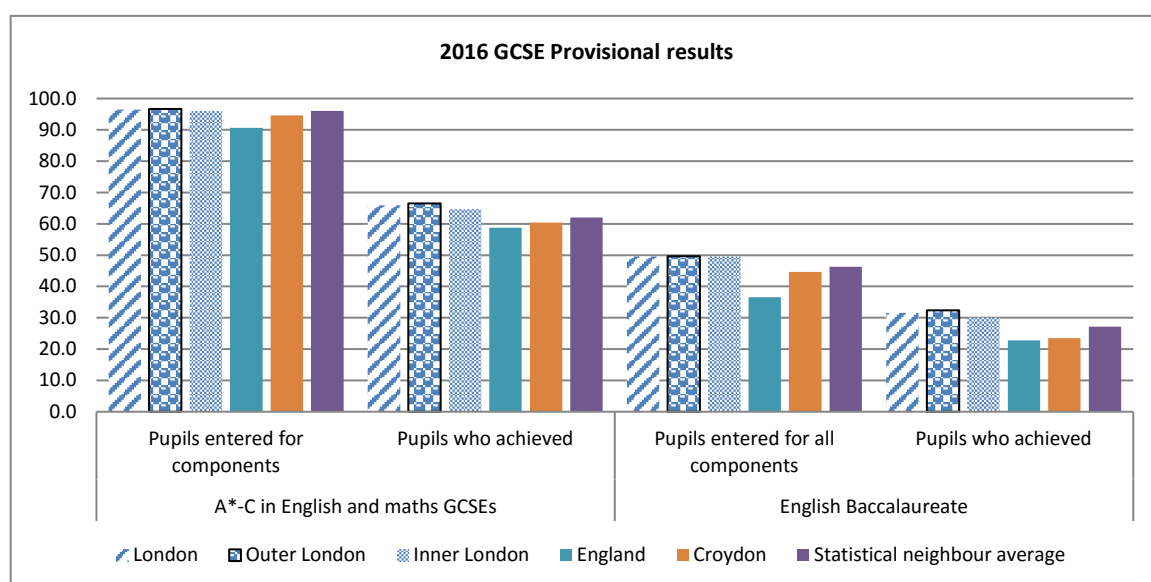 2016 GCSE Provisional results
100.0
90.0
80.0
70.0
60.0
50.0
40.0
30.0
20.0
10.0
0.0
Pupils entered for
components
Pupils who achieved
Pupils entered for all
components
Pupils who achieved
A*-C in English and maths GCSEs
English Baccalaureate
London
Outer London
Inner London
England
Croydon
Statistical neighbour average